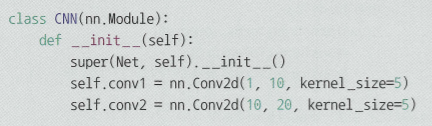 class CNN(nn.Module):
    def __init__(self):
        super(Net, self).__init__()
        self.conv1 = nn.Conv2d(1, 10, kernel_size=5)
        self.conv2 = nn.Conv2d(10, 20, kernel_size=5)